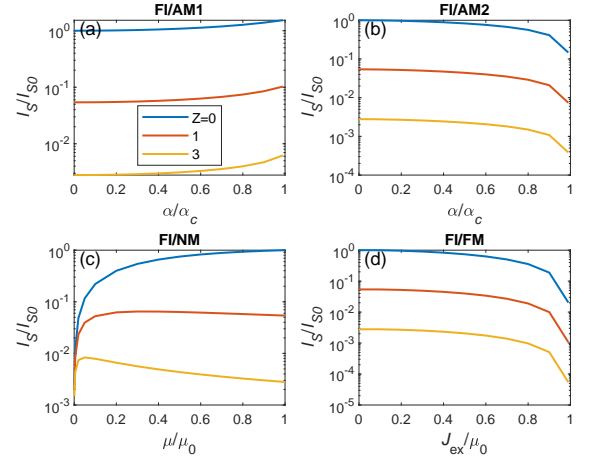 FI/AM1
(a)
I_S/I_S0
10^0
10^-1
10^-2
Z=0
1
3
0 0.2 0.4 0.6 0.8 1
α/α_c
FI/AM2
(b)
I_S/I_S0
10^0
10^-1
10^-2
10^-3
10^-4
0 0.2 0.4 0.6 0.8 1
α/α_c
FI/NM
(c)
I_S/I_S0
10^0
10^-1
10^-2
10^-3
0 0.2 0.4 0.6 0.8 1
μ/μ_0
FI/FM
(d)
I_S/I_S0
10^0
10^-1
10^-2
10^-3
10^-4
10^-5
0 0.2 0.4 0.6 0.8 1
J_ex/μ_0